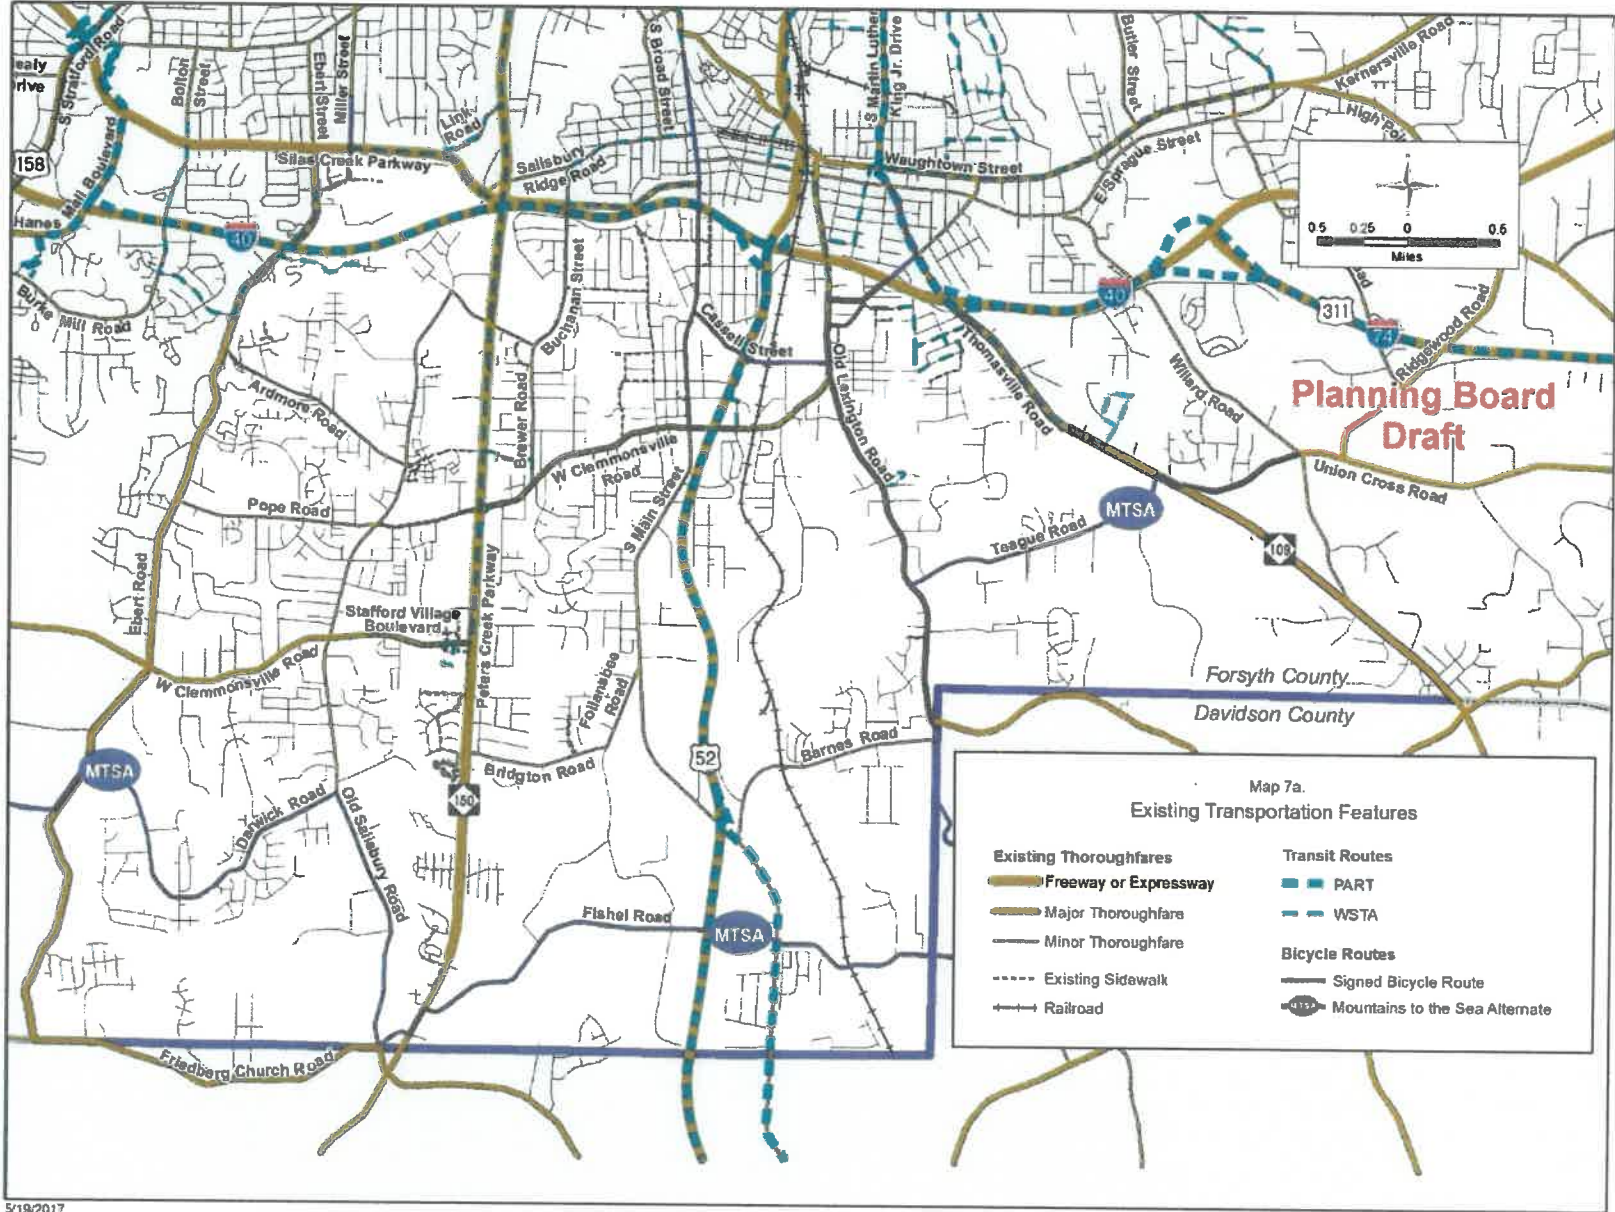 S. Stratford Road
ealy
rive
Bolton
Street
Ebert Street
Miller Street
Link
Road
S Broad Street
S Martin Luther
King Jr. Drive
Butler Street
Kernersville Road
158
Silas Creek Parkway
Salisbury
Ridge Road
Waughtown Street
E Sprague Street
Hanes Mall Boulevard
40
0.5 0.25 0 0.5
Miles
Burke Mill Road
Buchanan Street
Cassell Street
40
311
74
Ridgewood Road
Ardmore Road
Brewer Road
Old Lexington Road
Thomasville Road
Willard Road
Planning Board
Draft
W Clemmonsville
Road
Union Cross Road
Pope Road
S Main Street
MTSA
Teague Road
109
Ebert Road
Stafford Village
Boulevard
Peters Creek Parkway
W Clemmonsville Road
Follansbee
Road
Forsyth County
Davidson County
MTSA
Bridgton Road
52
Barnes Road
150
Darwick Road
Old Salisbury Road
Fishel Road
MTSA
Friedberg Church Road
Map 7a.
Existing Transportation Features
Existing Thoroughfares
Freeway or Expressway
Major Thoroughfare
Minor Thoroughfare
Existing Sidewalk
Railroad
Transit Routes
PART
WSTA
Bicycle Routes
Signed Bicycle Route
MTSA
Mountains to the Sea Alternate
5/19/2017